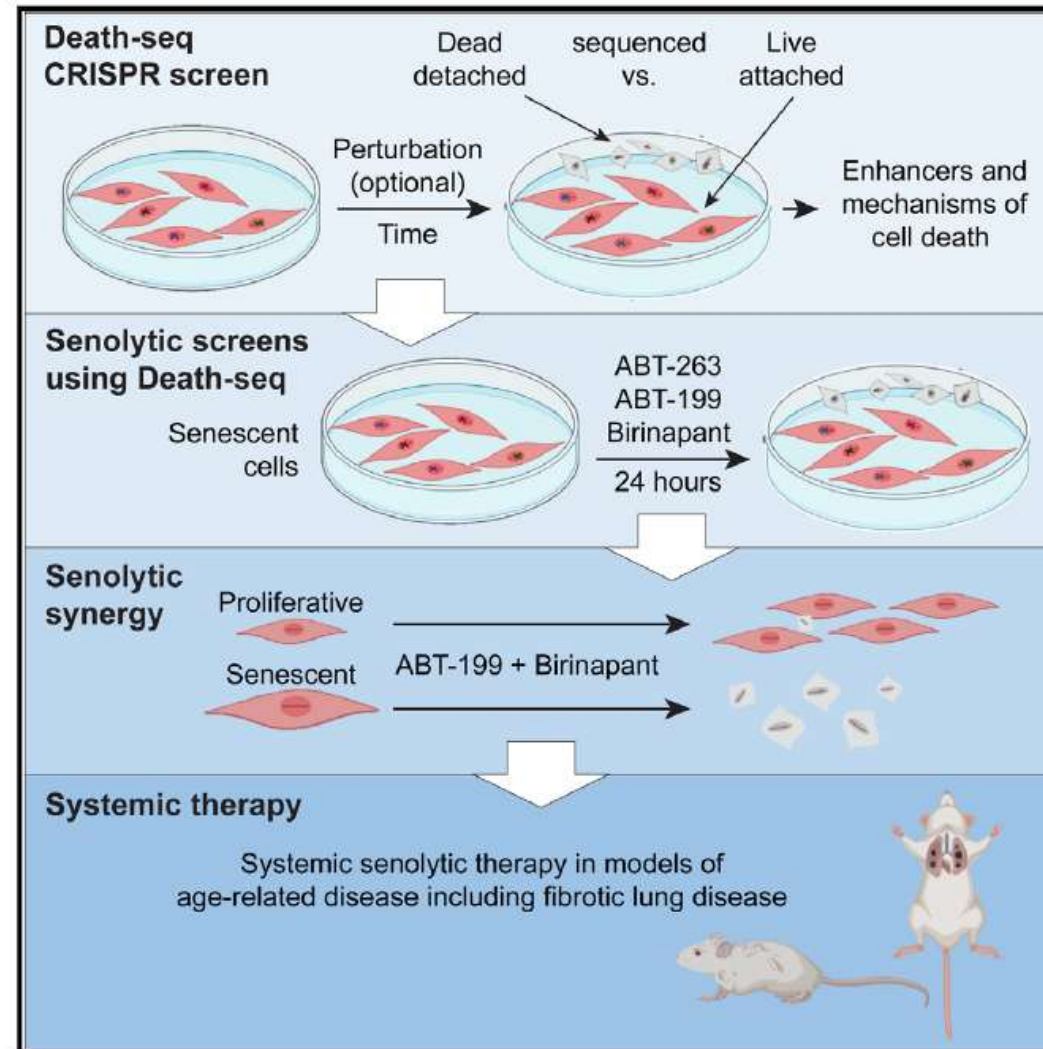 Death-seq
CRISPR screen
Dead
detached
sequenced
vs.
Live
attached
Perturbation
(optional)
Time
Enhancers and
mechanisms of
cell death
Senolytic screens
using Death-seq
Senescent
cells
ABT-263
ABT-199
Birinapant
24 hours
Senolytic
synergy
Proliferative
Senescent
ABT-199 + Birinapant
Systemic therapy
Systemic senolytic therapy in models of
age-related disease including fibrotic lung disease